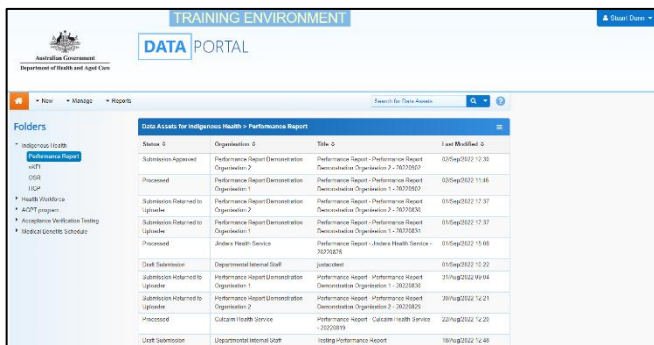 TRAINING ENVIRONMENT
Stuart Dunn
Australian Government
Department of Health and Aged Care
DATA PORTAL
New
Manage
Reports
Search for Data Assets
Folders
Indigenous Health
Performance Report
nKPI
OSR
HCP
Health Workforce
AGPT program
Acceptance Verification Testing
Medical Benefits Schedule
Data Assets for Indigenous Health > Performance Report
Status Organisation Title Last Modified
Submission Approved Performance Report Demonstration Performance Report - Performance Report 02/Sep/2022 12:30
Organisation 2 Demonstration Organisation 2 - 20220902
Processed Performance Report Demonstration Performance Report - Performance Report 02/Sep/2022 11:46
Organisation 1 Demonstration Organisation 1 - 20220902
Submission Returned to Performance Report Demonstration Performance Report - Performance Report 01/Sep/2022 17:37
Uploader Organisation 2 Demonstration Organisation 2 - 20220830
Submission Returned to Performance Report Demonstration Performance Report - Performance Report 01/Sep/2022 17:37
Uploader Organisation 1 Demonstration Organisation 1 - 20220831
Processed Jindera Health Service Performance Report - Jindera Health Service - 01/Sep/2022 15:08
20220825
Draft Submission Departmental Internal Staff 01/Sep/2022 10:22
Submission Returned to Performance Report Demonstration Performance Report - Performance Report 31/Aug/2022 09:04
Uploader Organisation 1 Demonstration Organisation 1 - 20220830
Submission Returned to Performance Report Demonstration Performance Report - Performance Report 30/Aug/2022 12:21
Uploader Organisation 2 Demonstration Organisation 2 - 20220829
Processed Culcairn Health Service Performance Report - Culcairn Health Service 22/Aug/2022 12:20
- 20220819
Draft Submission Departmental Internal Staff Testing Performance Report 18/Aug/2022 12:48